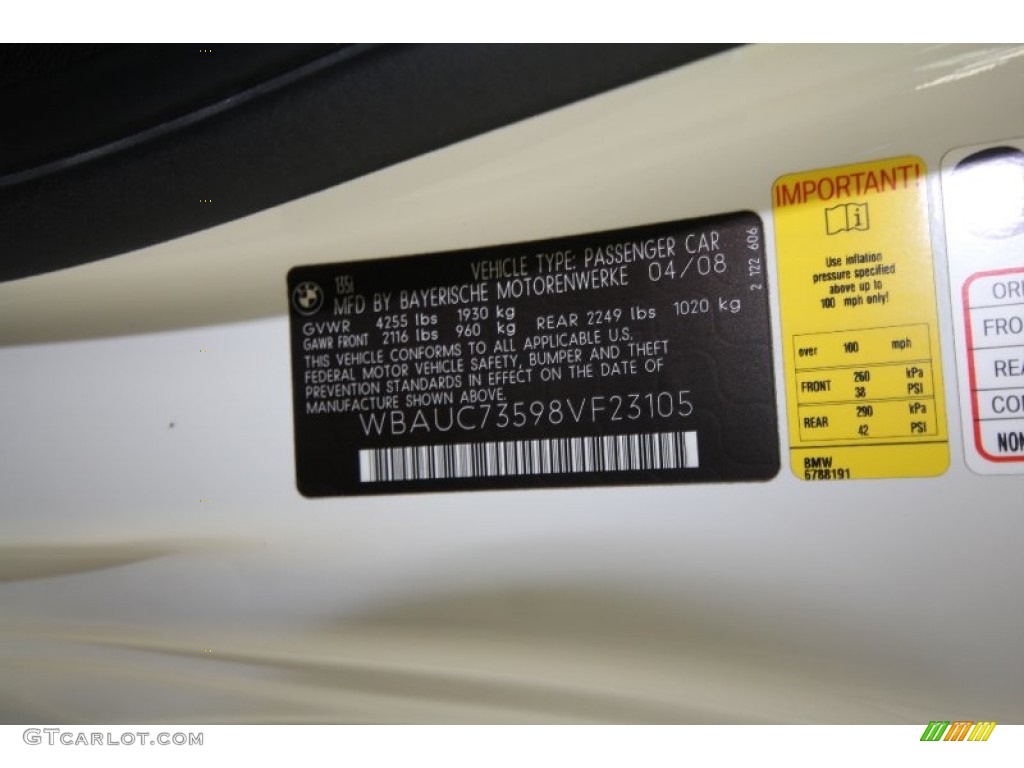 135i
VEHICLE TYPE: PASSENGER CAR
MFD BY BAYERISCHE MOTORENWERKE 04/08
GVWR 4255 lbs 1930 kg
GAWR FRONT 2116 lbs 960 kg REAR 2249 lbs 1020 kg
THIS VEHICLE CONFORMS TO ALL APPLICABLE U.S.
FEDERAL MOTOR VEHICLE SAFETY, BUMPER AND THEFT
PREVENTION STANDARDS IN EFFECT ON THE DATE OF
MANUFACTURE SHOWN ABOVE.
WBAUC73598VF23105
2 122 606
IMPORTANT!
i
Use inflation
pressure specified
above up to
100 mph only!
over 100 mph
FRONT 260 kPa
38 PSI
REAR 290 kPa
42 PSI
BMW
6788191
ORI
FRO
REA
COM
NON
GTCARLOT.COM